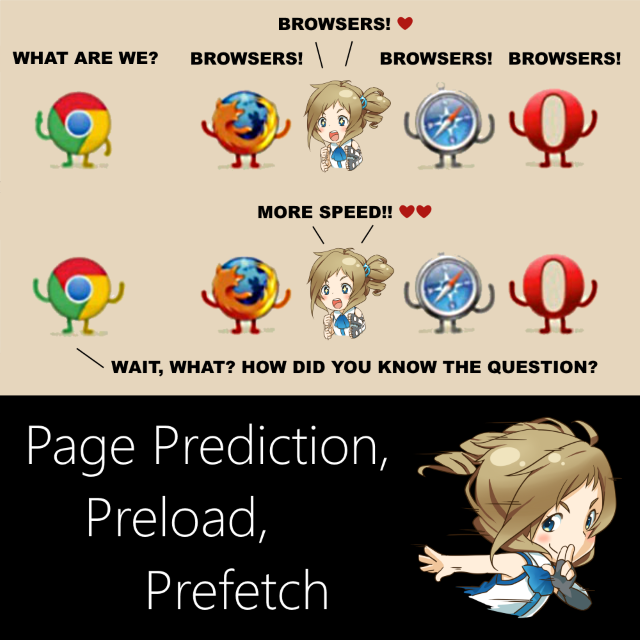 BROWSERS! ❤
WHAT ARE WE? BROWSERS! BROWSERS! BROWSERS!
MORE SPEED!! ❤❤
WAIT, WHAT? HOW DID YOU KNOW THE QUESTION?
Page Prediction,
Preload,
Prefetch